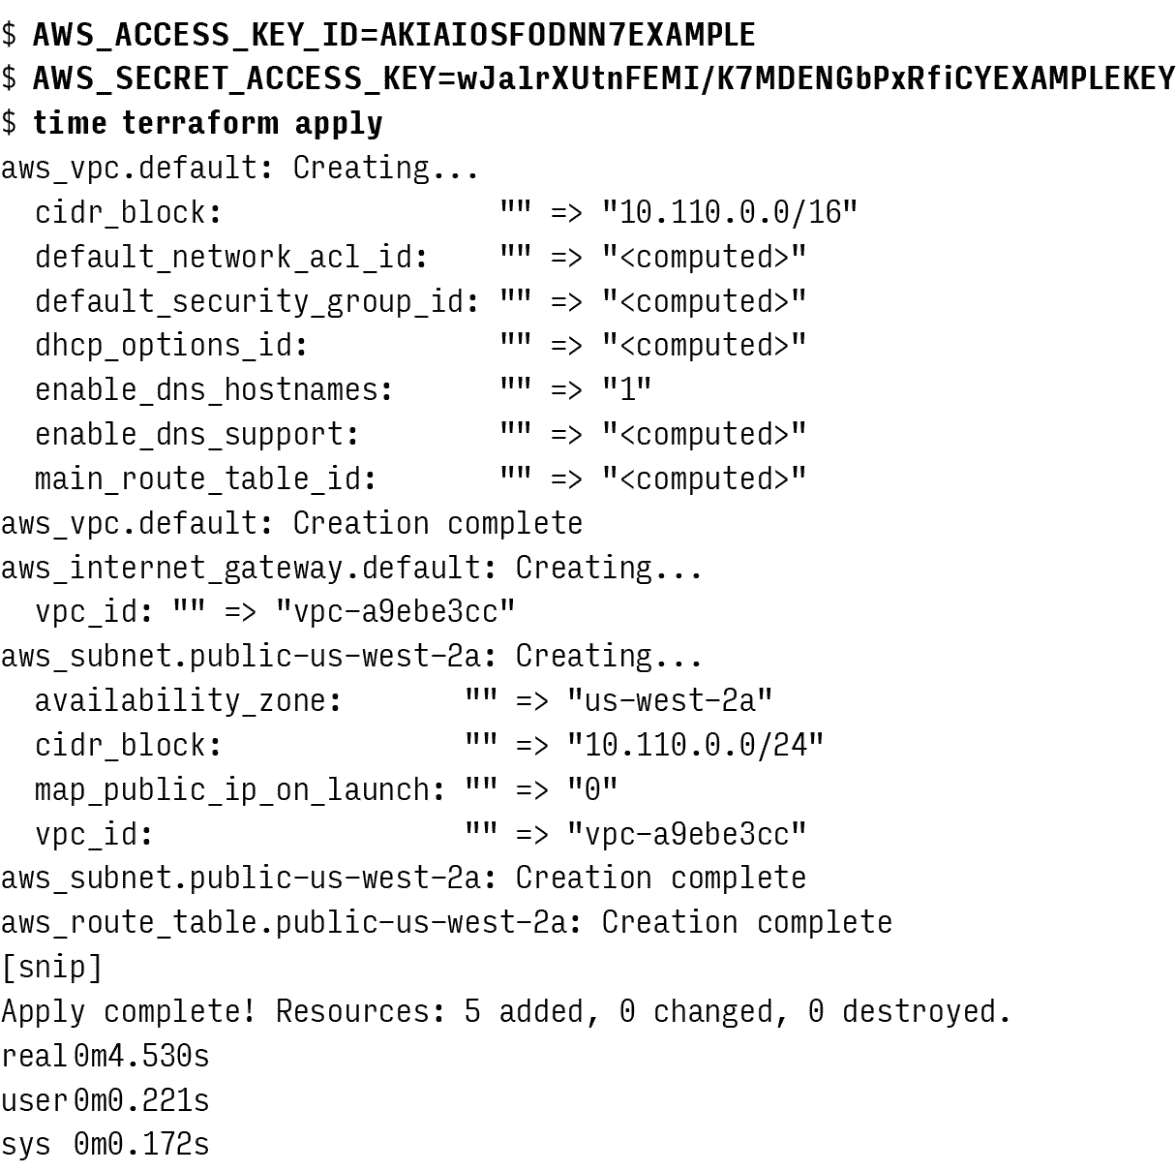 $ AWS_ACCESS_KEY_ID=AKIAIOSFODNN7EXAMPLE
$ AWS_SECRET_ACCESS_KEY=wJalrXUtnFEMI/K7MDENGbPxRfiCYEXAMPLEKEY
$ time terraform apply
aws_vpc.default: Creating...
  cidr_block:                "" => "10.110.0.0/16"
  default_network_acl_id:    "" => "<computed>"
  default_security_group_id: "" => "<computed>"
  dhcp_options_id:           "" => "<computed>"
  enable_dns_hostnames:      "" => "1"
  enable_dns_support:        "" => "<computed>"
  main_route_table_id:       "" => "<computed>"
aws_vpc.default: Creation complete
aws_internet_gateway.default: Creating...
  vpc_id: "" => "vpc-a9ebe3cc"
aws_subnet.public-us-west-2a: Creating...
  availability_zone:       "" => "us-west-2a"
  cidr_block:              "" => "10.110.0.0/24"
  map_public_ip_on_launch: "" => "0"
  vpc_id:                  "" => "vpc-a9ebe3cc"
aws_subnet.public-us-west-2a: Creation complete
aws_route_table.public-us-west-2a: Creation complete
[snip]
Apply complete! Resources: 5 added, 0 changed, 0 destroyed.
real 0m4.530s
user 0m0.221s
sys 0m0.172s